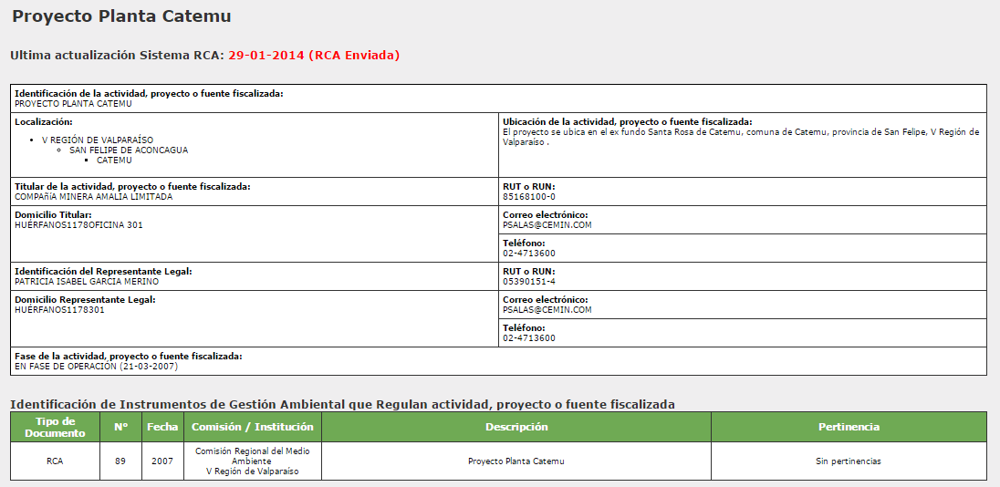 Proyecto Planta Catemu
Ultima actualización Sistema RCA: 29-01-2014 (RCA Enviada)
Identificación de la actividad, proyecto o fuente fiscalizada:
PROYECTO PLANTA CATEMU
Localización:
V REGIÓN DE VALPARAÍSO
SAN FELIPE DE ACONCAGUA
CATEMU
Ubicación de la actividad, proyecto o fuente fiscalizada:
El proyecto se ubica en el ex fundo Santa Rosa de Catemu, comuna de Catemu, provincia de San Felipe, V Región de
Valparaíso .
Titular de la actividad, proyecto o fuente fiscalizada:
COMPAñíA MINERA AMALIA LIMITADA
RUT o RUN:
85168100-0
Domicilio Titular:
HUÉRFANOS1178OFICINA 301
Correo electrónico:
PSALAS@CEMIN.COM
Teléfono:
02-4713600
Identificación del Representante Legal:
PATRICIA ISABEL GARCIA MERINO
RUT o RUN:
05390151-4
Domicilio Representante Legal:
HUÉRFANOS1178301
Correo electrónico:
PSALAS@CEMIN.COM
Teléfono:
02-4713600
Fase de la actividad, proyecto o fuente fiscalizada:
EN FASE DE OPERACIÓN (21-03-2007)
Identificación de Instrumentos de Gestión Ambiental que Regulan actividad, proyecto o fuente fiscalizada
Tipo de
Documento
N°
Fecha
Comisión / Institución
Descripción
Pertinencia
RCA
89
2007
Comisión Regional del Medio
Ambiente
V Región de Valparaíso
Proyecto Planta Catemu
Sin pertinencias